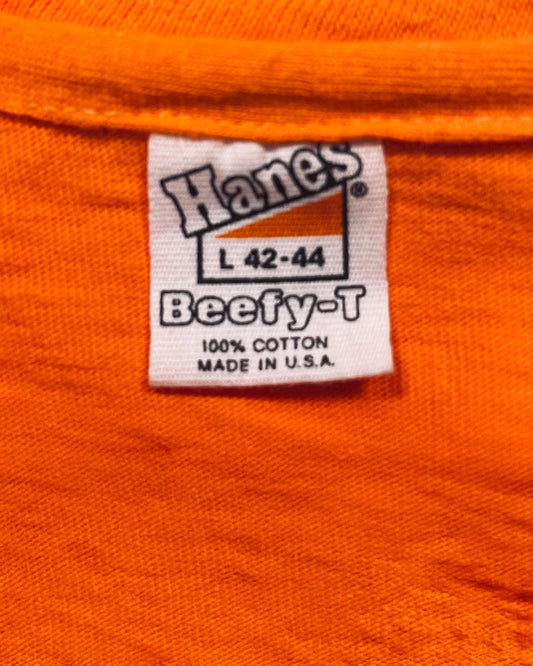 Hanes®
L 42-44
Beefy-T
100% COTTON
MADE IN U.S.A.